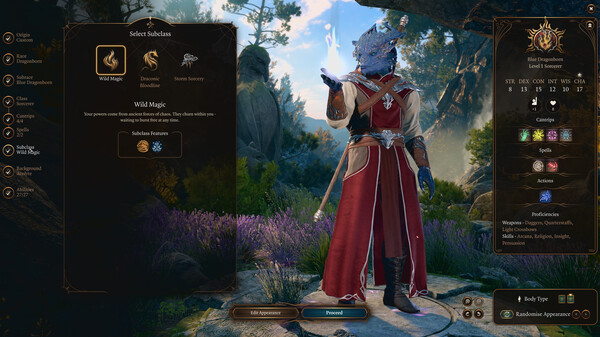 Origin
Custom
Race
Dragonborn
Subrace
Blue Dragonborn
Class
Sorcerer
Cantrips
4/4
Spells
2/2
Subclass
Wild Magic
Background
Abilities
27/27
Select Subclass
Wild Magic
Draconic Bloodline
Storm Sorcery
Wild Magic
Your powers come from ancient forces of chaos. They churn within you -
waiting to burst free at any time.
Subclass Features
Edit Appearance
Proceed
Blue Dragonborn
Level 1 Sorcerer
STR DEX CON INT WIS CHA
8 13 15 12 10 17
Cantrips
Spells
Actions
Proficiencies
Weapons - Daggers, Quarterstaffs,
Light Crossbows
Skills - Arcana, Religion, Insight,
Persuasion
Body Type
Randomise Appearance